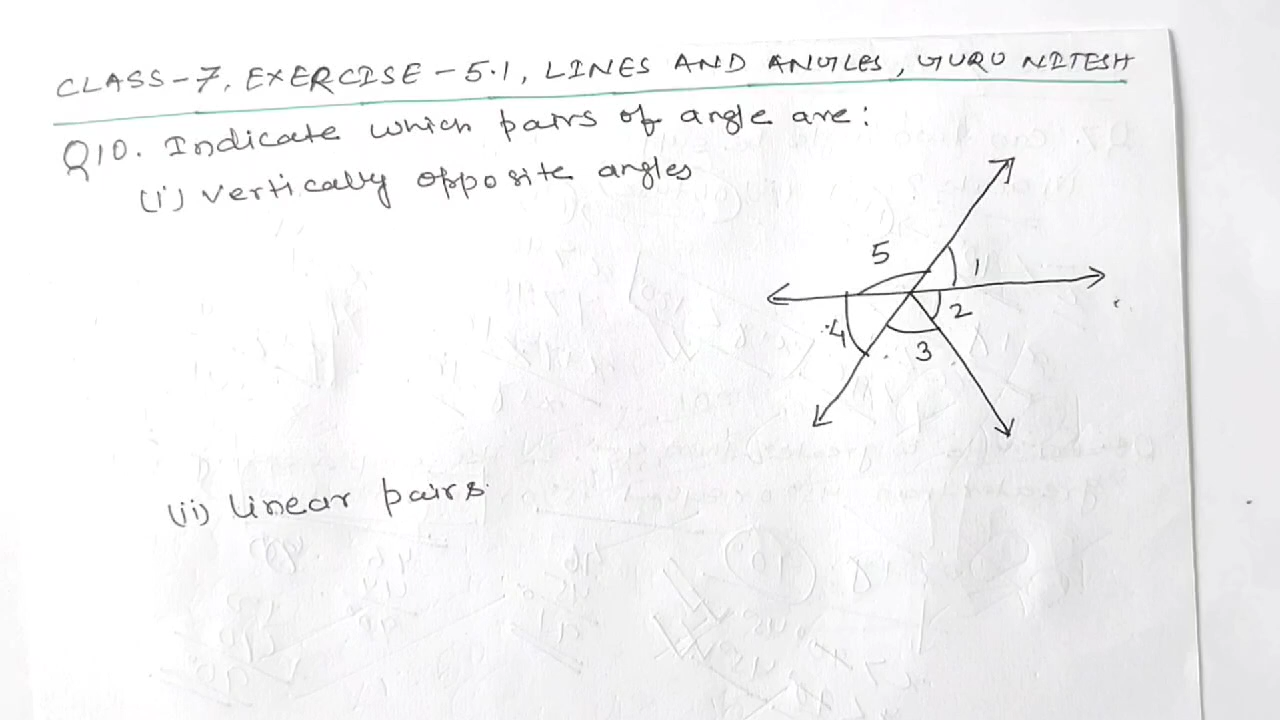 CLASS-7, EXERCISE-5.1, LINES AND ANGLES, GURU NITESH
Q10. Indicate which pairs of angle are:
(i) vertically opposite angles
5
1
2
4
3
(ii) linear pairs.